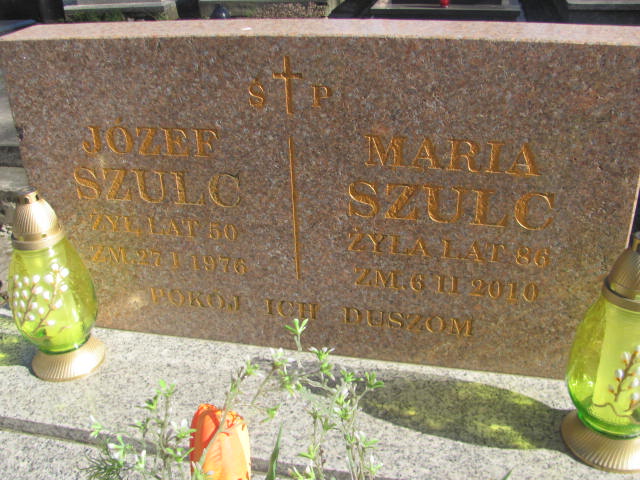 Ś P
JÓZEF
SZULC
ŻYŁ LAT 50
ZM. 27 I 1976
MARIA
SZULC
ŻYŁA LAT 86
ZM. 6 II 2010
POKÓJ ICH DUSZOM